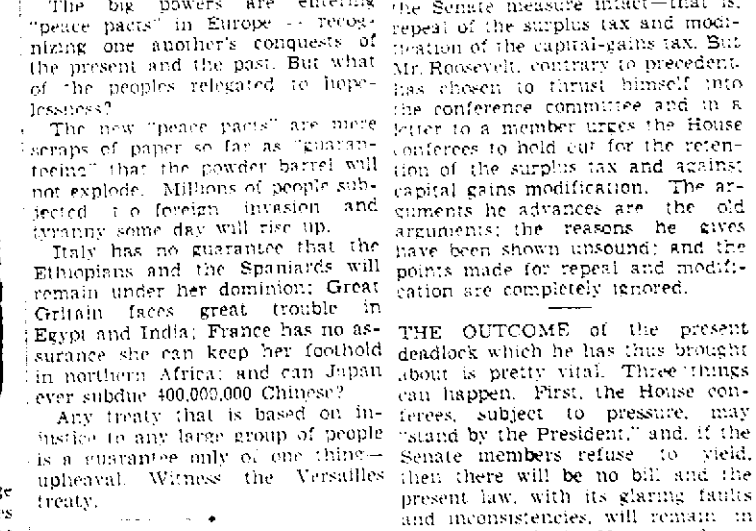 The big powers are entering
"peace pacts" in Europe -- recog-
nizing one another's conquests of
the present and the past. But what
of the peoples relegated to hope-
lessness?
The new "peace pacts" are mere
scraps of paper so far as "guaran-
teeing" that the powder barrel will
not explode. Millions of people sub-
jected to foreign invasion and
tyranny some day will rise up.
Italy has no guarantee that the
Ethiopians and the Spaniards will
remain under her dominion; Great
Gritain faces great trouble in
Egypt and India; France has no as-
surance she can keep her foothold
in northern Africa; and can Japan
ever subdue 400,000,000 Chinese?
Any treaty that is based on in-
justice to any large group of people
is a guarantee only of one thing—
upheaval. Witness the Versailles
treaty.
the Senate measure intact—that is,
repeal of the surplus tax and modi-
fication of the capital-gains tax. But
Mr. Roosevelt, contrary to precedent,
has chosen to thrust himself into
the conference committee and in a
letter to a member urges the House
conferees to hold out for the reten-
tion of the surplus tax and against
capital gains modification. The ar-
guments he advances are the old
arguments; the reasons he gives
have been shown unsound; and the
points made for repeal and modifi-
cation are completely ignored.
THE OUTCOME of the present
deadlock which he has thus brought
about is pretty vital. Three things
can happen. First, the House con-
ferees, subject to pressure, may
"stand by the President," and, if the
Senate members refuse to yield,
then there will be no bill and the
present law, with its glaring faults
and inconsistencies, will remain in